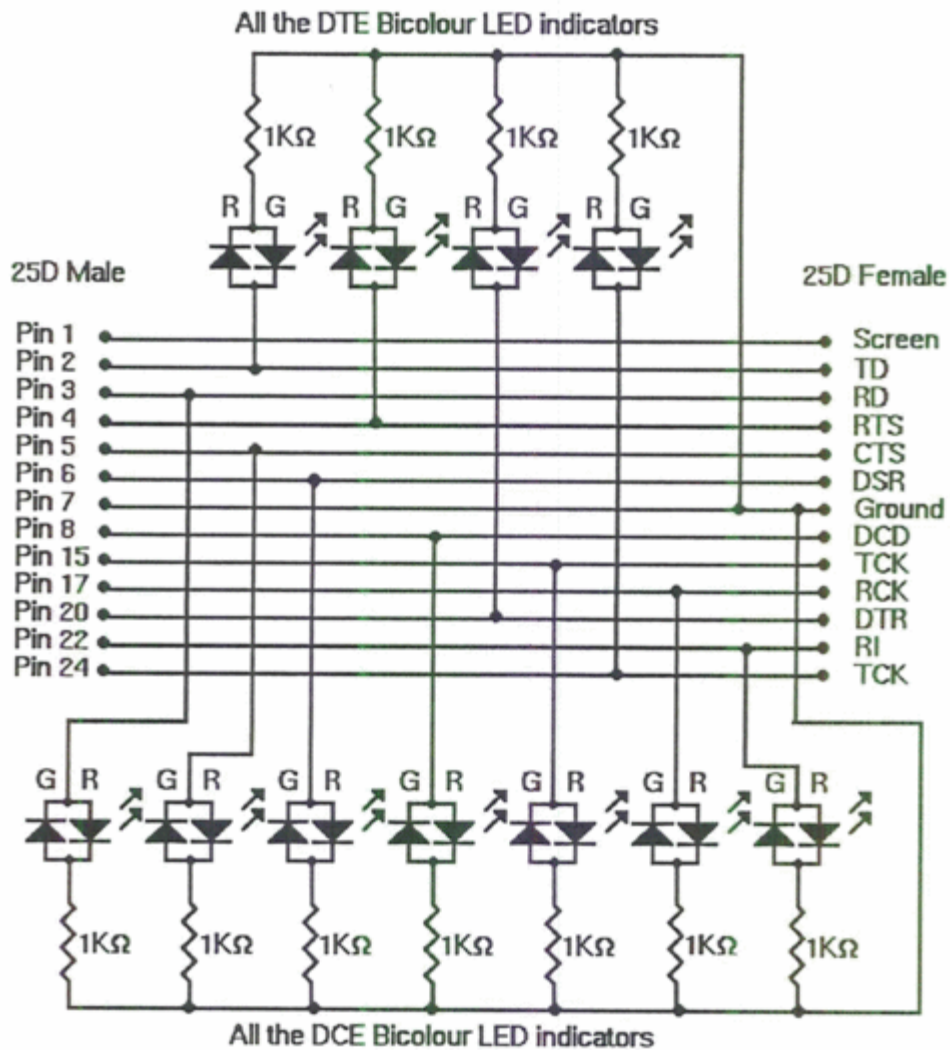 All the DTE Bicolour LED indicators
1KΩ 1KΩ 1KΩ 1KΩ
R G R G R G R G
25D Male 25D Female
Pin 1 Screen
Pin 2 TD
Pin 3 RD
Pin 4 RTS
Pin 5 CTS
Pin 6 DSR
Pin 7 Ground
Pin 8 DCD
Pin 15 TCK
Pin 17 RCK
Pin 20 DTR
Pin 22 RI
Pin 24 TCK
G R G R G R G R G R G R G R
1KΩ 1KΩ 1KΩ 1KΩ 1KΩ 1KΩ 1KΩ
All the DCE Bicolour LED indicators